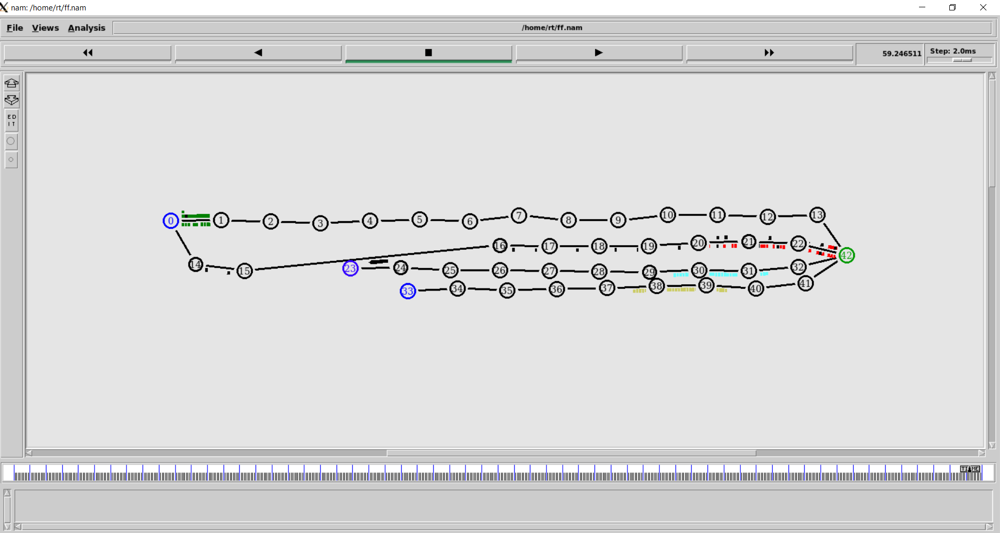 nam: /home/rt/ff.nam
File Views Analysis /home/rt/ff.nam
59.246511 Step: 2.0ms
E D
I T
0 1 2 3 4 5 6 7 8 9 10 11 12 13
16 17 18 19 20 21 22
42
14 15 23 24 25 26 27 28 29 30 31 32
33 34 35 36 37 38 39 40 41
TIME